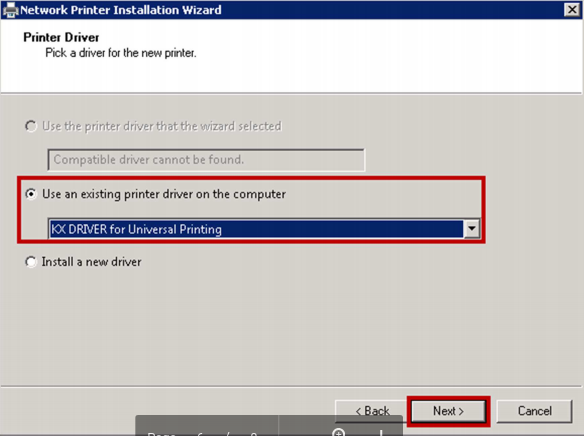 Network Printer Installation Wizard
Printer Driver
Pick a driver for the new printer.
Use the printer driver that the wizard selected
Compatible driver cannot be found.
Use an existing printer driver on the computer
KX DRIVER for Universal Printing
Install a new driver
< Back
Next >
Cancel